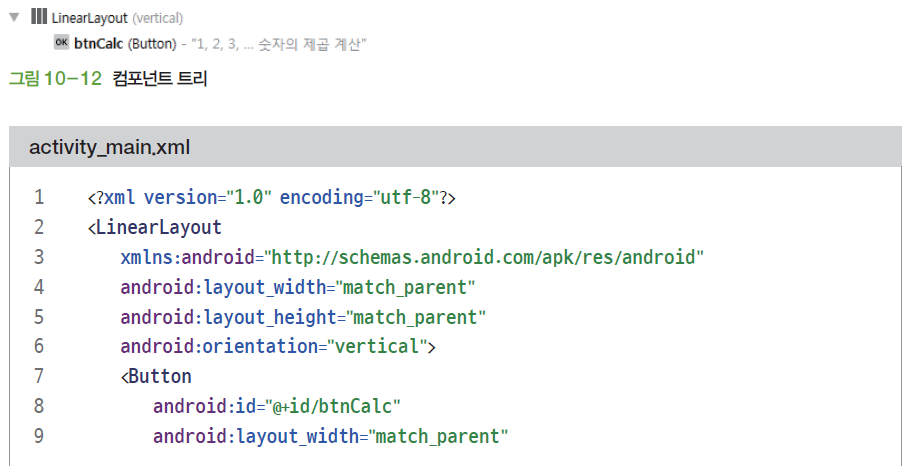 LinearLayout (vertical)
OK btnCalc (Button) - "1, 2, 3, ... 숫자의 제곱 계산"
그림 10-12 컴포넌트 트리
activity_main.xml
1 <?xml version="1.0" encoding="utf-8"?>
2 <LinearLayout
3 xmlns:android="http://schemas.android.com/apk/res/android"
4 android:layout_width="match_parent"
5 android:layout_height="match_parent"
6 android:orientation="vertical">
7 <Button
8 android:id="@+id/btnCalc"
9 android:layout_width="match_parent"